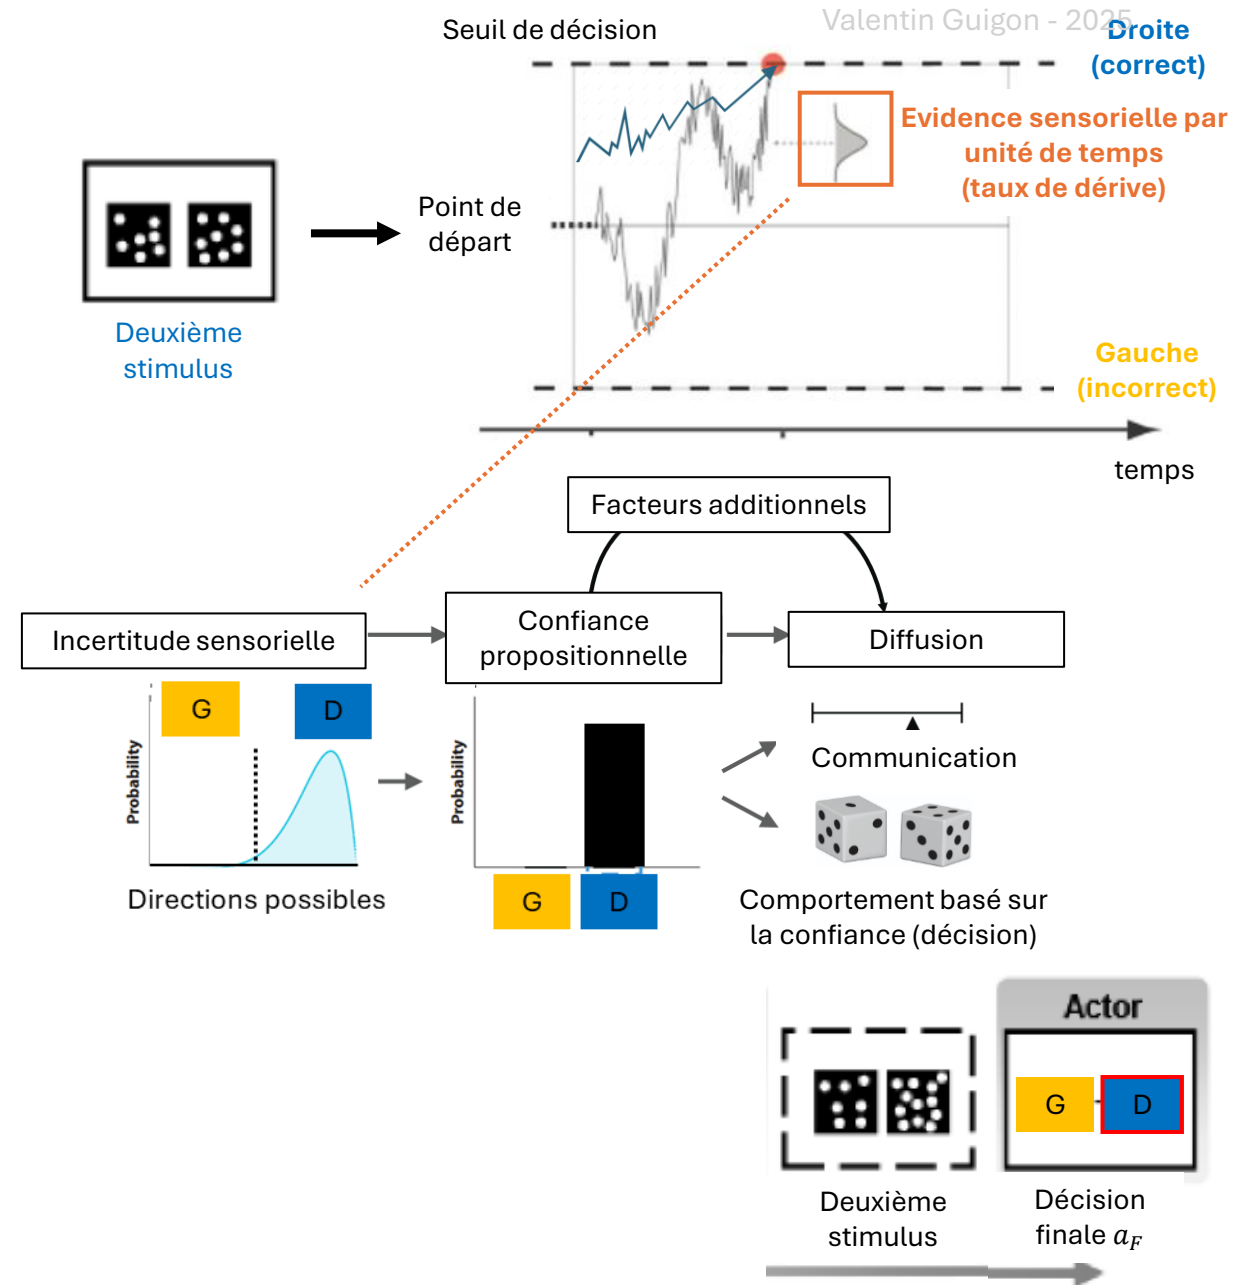 Valentin Guigon - 2025
Seuil de décision
Droite
(correct)
Evidence sensorielle par
unité de temps
(taux de dérive)
Point de
départ
Deuxième
stimulus
Gauche
(incorrect)
temps
Facteurs additionnels
Incertitude sensorielle
Confiance
propositionnelle
Diffusion
G
D
Probability
Directions possibles
Probability
G
D
Communication
Comportement basé sur
la confiance (décision)
Actor
G
D
Deuxième
stimulus
Décision
finale a_F